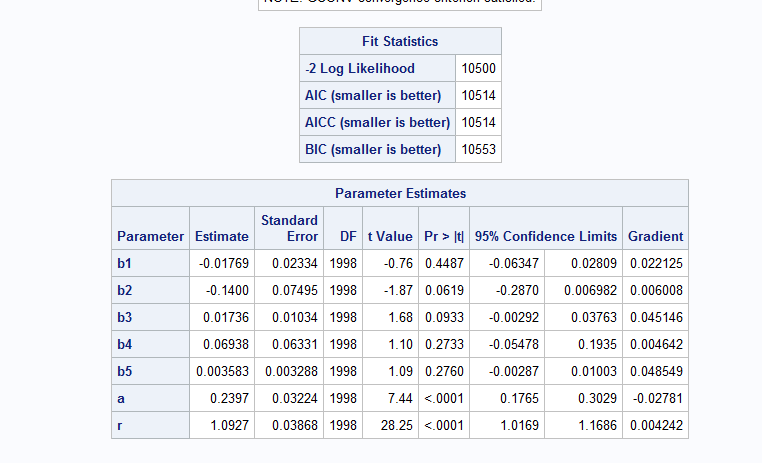 NOTE: GCONV convergence criterion satisfied.
Fit Statistics
-2 Log Likelihood 10500
AIC (smaller is better) 10514
AICC (smaller is better) 10514
BIC (smaller is better) 10553
Parameter Estimates
Parameter Estimate Standard Error DF t Value Pr > |t| 95% Confidence Limits Gradient
b1 -0.01769 0.02334 1998 -0.76 0.4487 -0.06347 0.02809 0.022125
b2 -0.1400 0.07495 1998 -1.87 0.0619 -0.2870 0.006982 0.006008
b3 0.01736 0.01034 1998 1.68 0.0933 -0.00292 0.03763 0.045146
b4 0.06938 0.06331 1998 1.10 0.2733 -0.05478 0.1935 0.004642
b5 0.003583 0.003288 1998 1.09 0.2760 -0.00287 0.01003 0.048549
a 0.2397 0.03224 1998 7.44 <.0001 0.1765 0.3029 -0.02781
r 1.0927 0.03868 1998 28.25 <.0001 1.0169 1.1686 0.004242